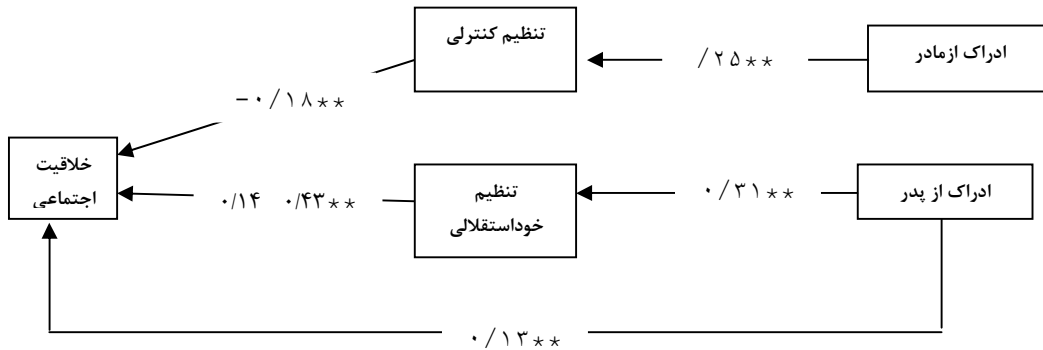 ادراک ازمادر
/۲۵**
تنظیم کنترلی
-۰/۱۸**
ادراک از پدر
۰/۳۱**
تنظیم
خوداستقلالی
۰/۱۴ ۰/۴۳**
خلاقیت
اجتماعی
۰/۱۳**